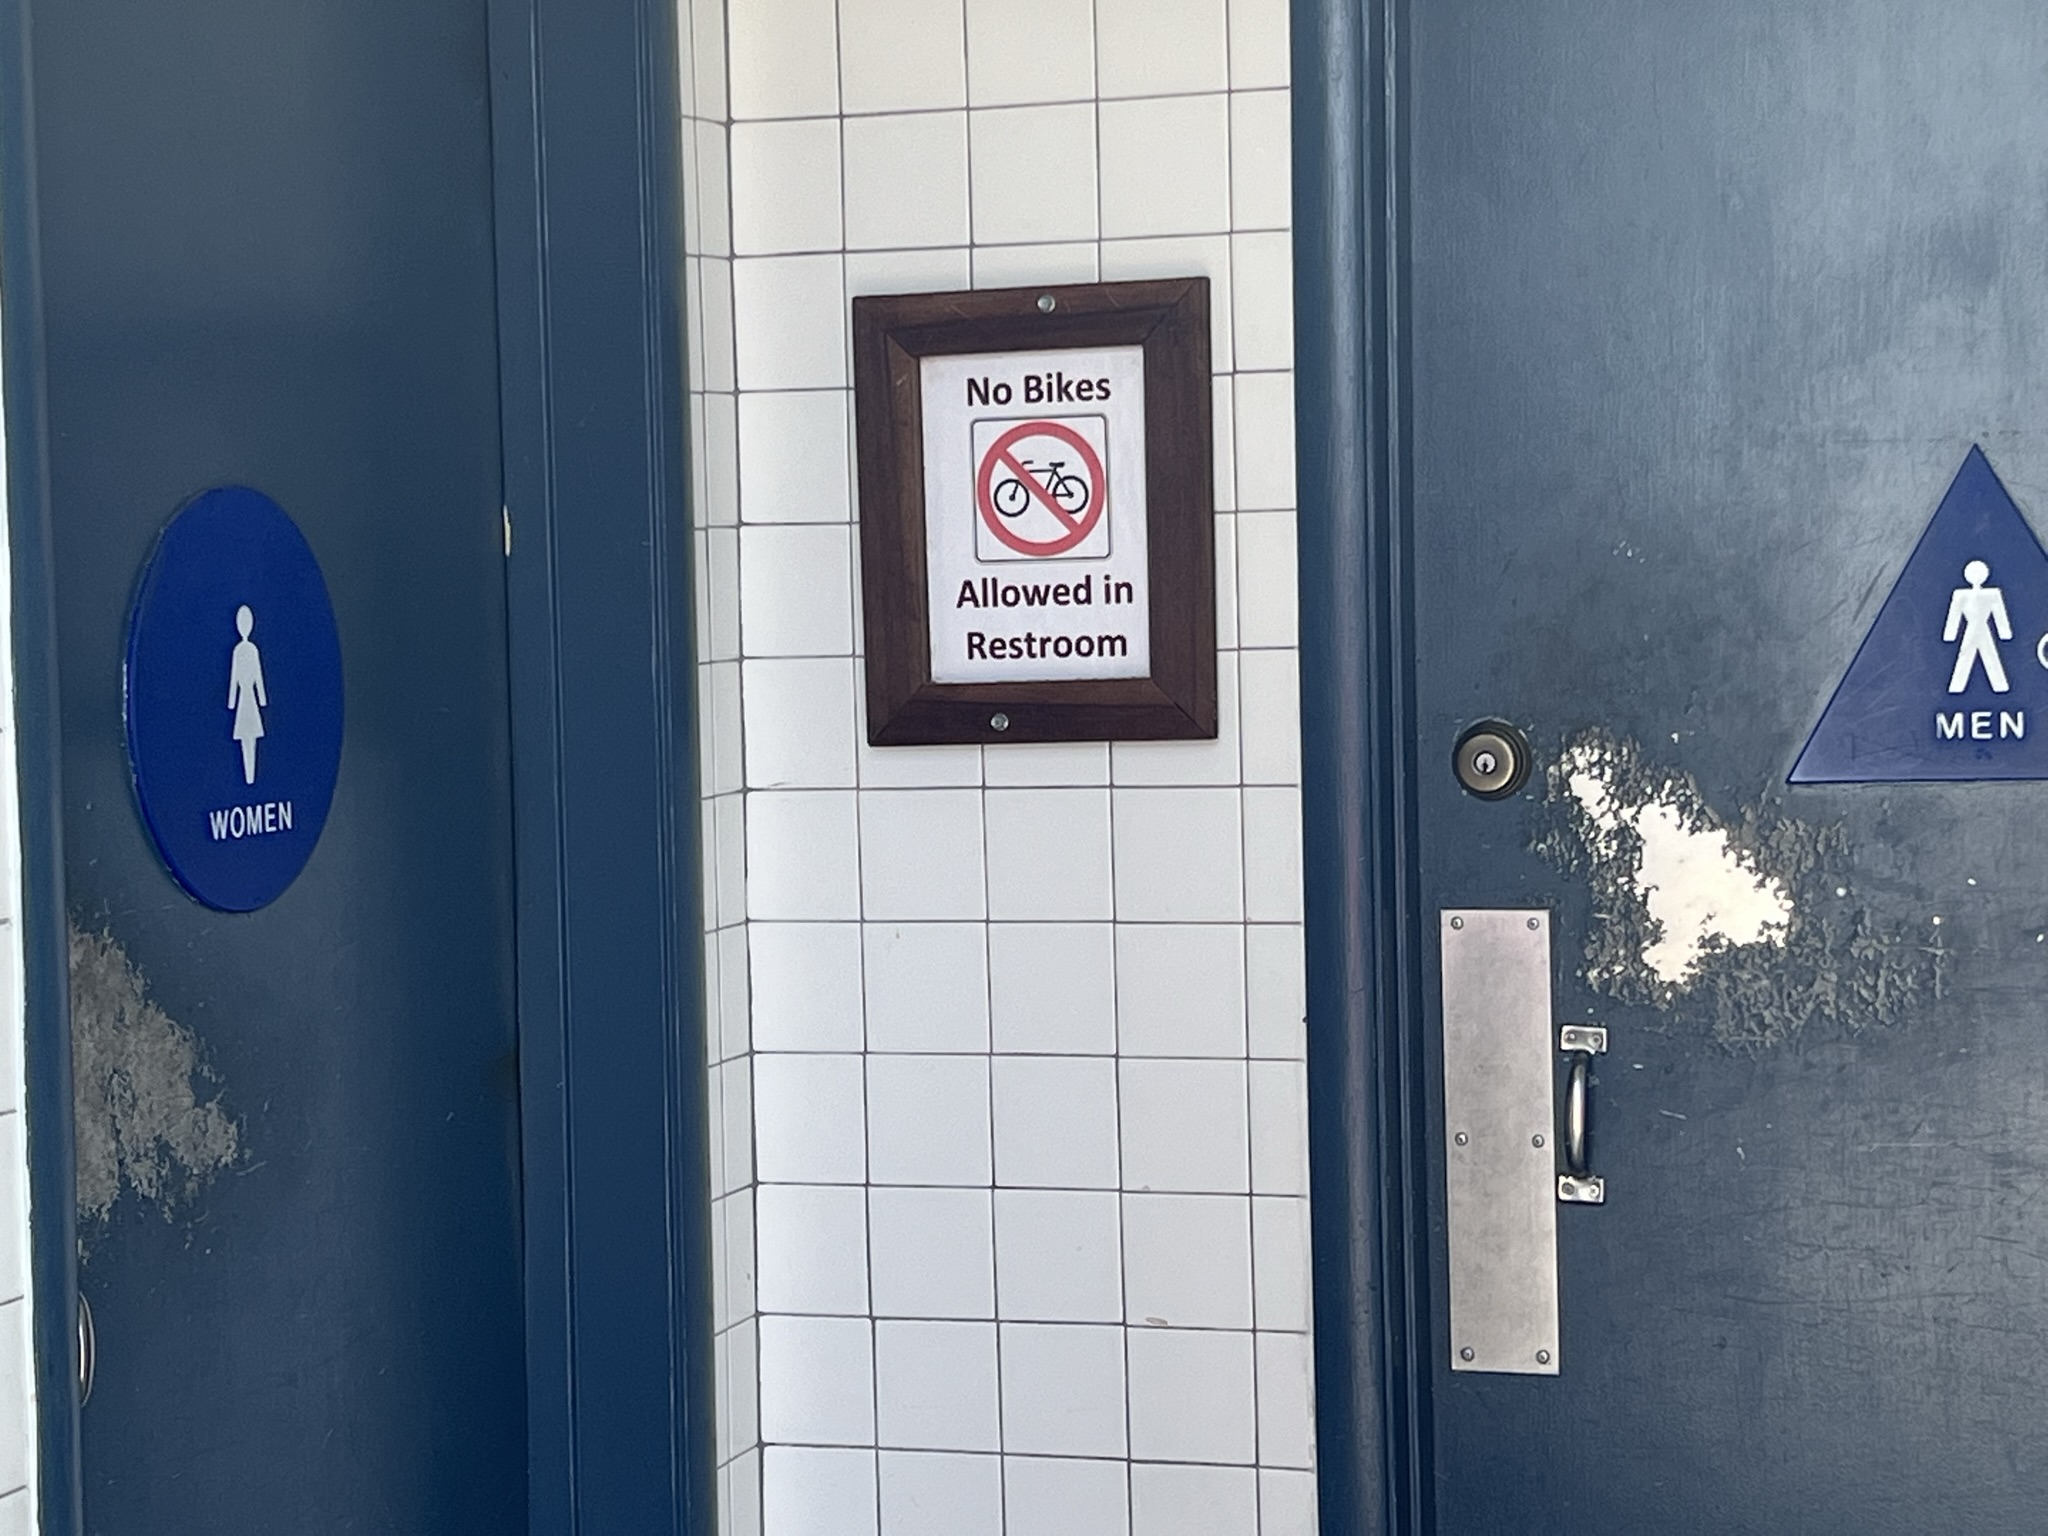 WOMEN
No Bikes
Allowed in
Restroom
MEN